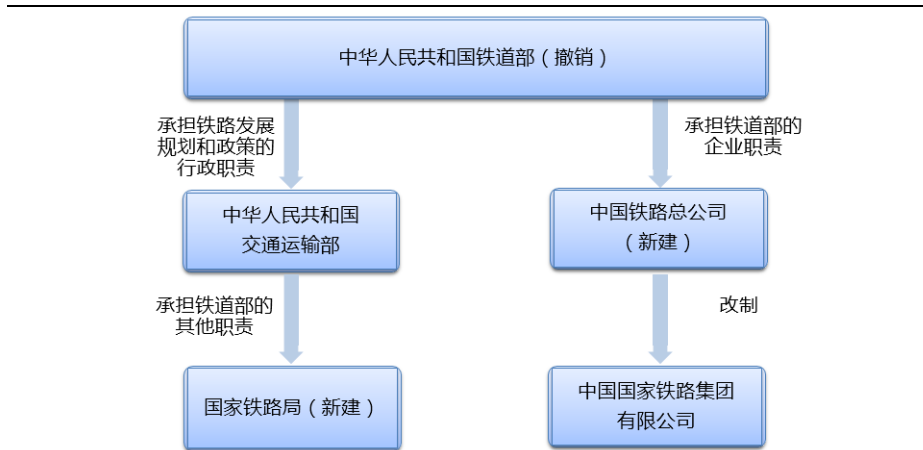 中华人民共和国铁道部（撤销）
承担铁路发展
规划和政策的
行政职责
承担铁道部的
企业职责
中华人民共和国
交通运输部
中国铁路总公司
（新建）
承担铁道部的
其他职责
改制
国家铁路局（新建）
中国国家铁路集团
有限公司